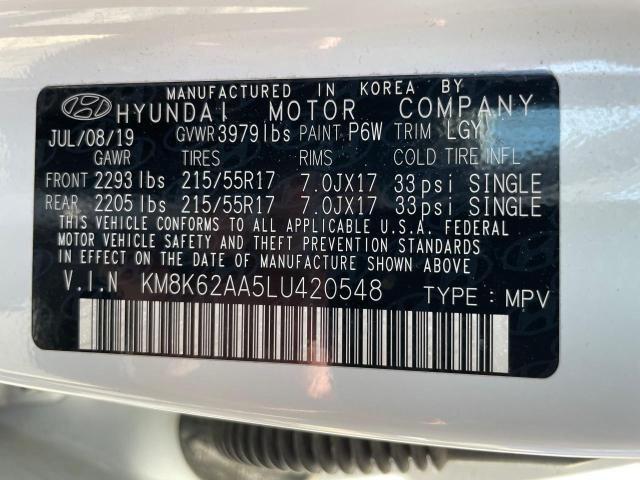 MANUFACTURED IN KOREA BY
HYUNDAI MOTOR COMPANY
JUL/08/19 GVWR 3979 lbs PAINT P6W TRIM LGY
GAWR TIRES RIMS COLD TIRE INFL
FRONT 2293 lbs 215/55R17 7.0JX17 33 psi SINGLE
REAR 2205 lbs 215/55R17 7.0JX17 33 psi SINGLE
THIS VEHICLE CONFORMS TO ALL APPLICABLE U.S.A. FEDERAL
MOTOR VEHICLE SAFETY AND THEFT PREVENTION STANDARDS
IN EFFECT ON THE DATE OF MANUFACTURE SHOWN ABOVE.
V.I.N KM8K62AA5LU420548 TYPE : MPV